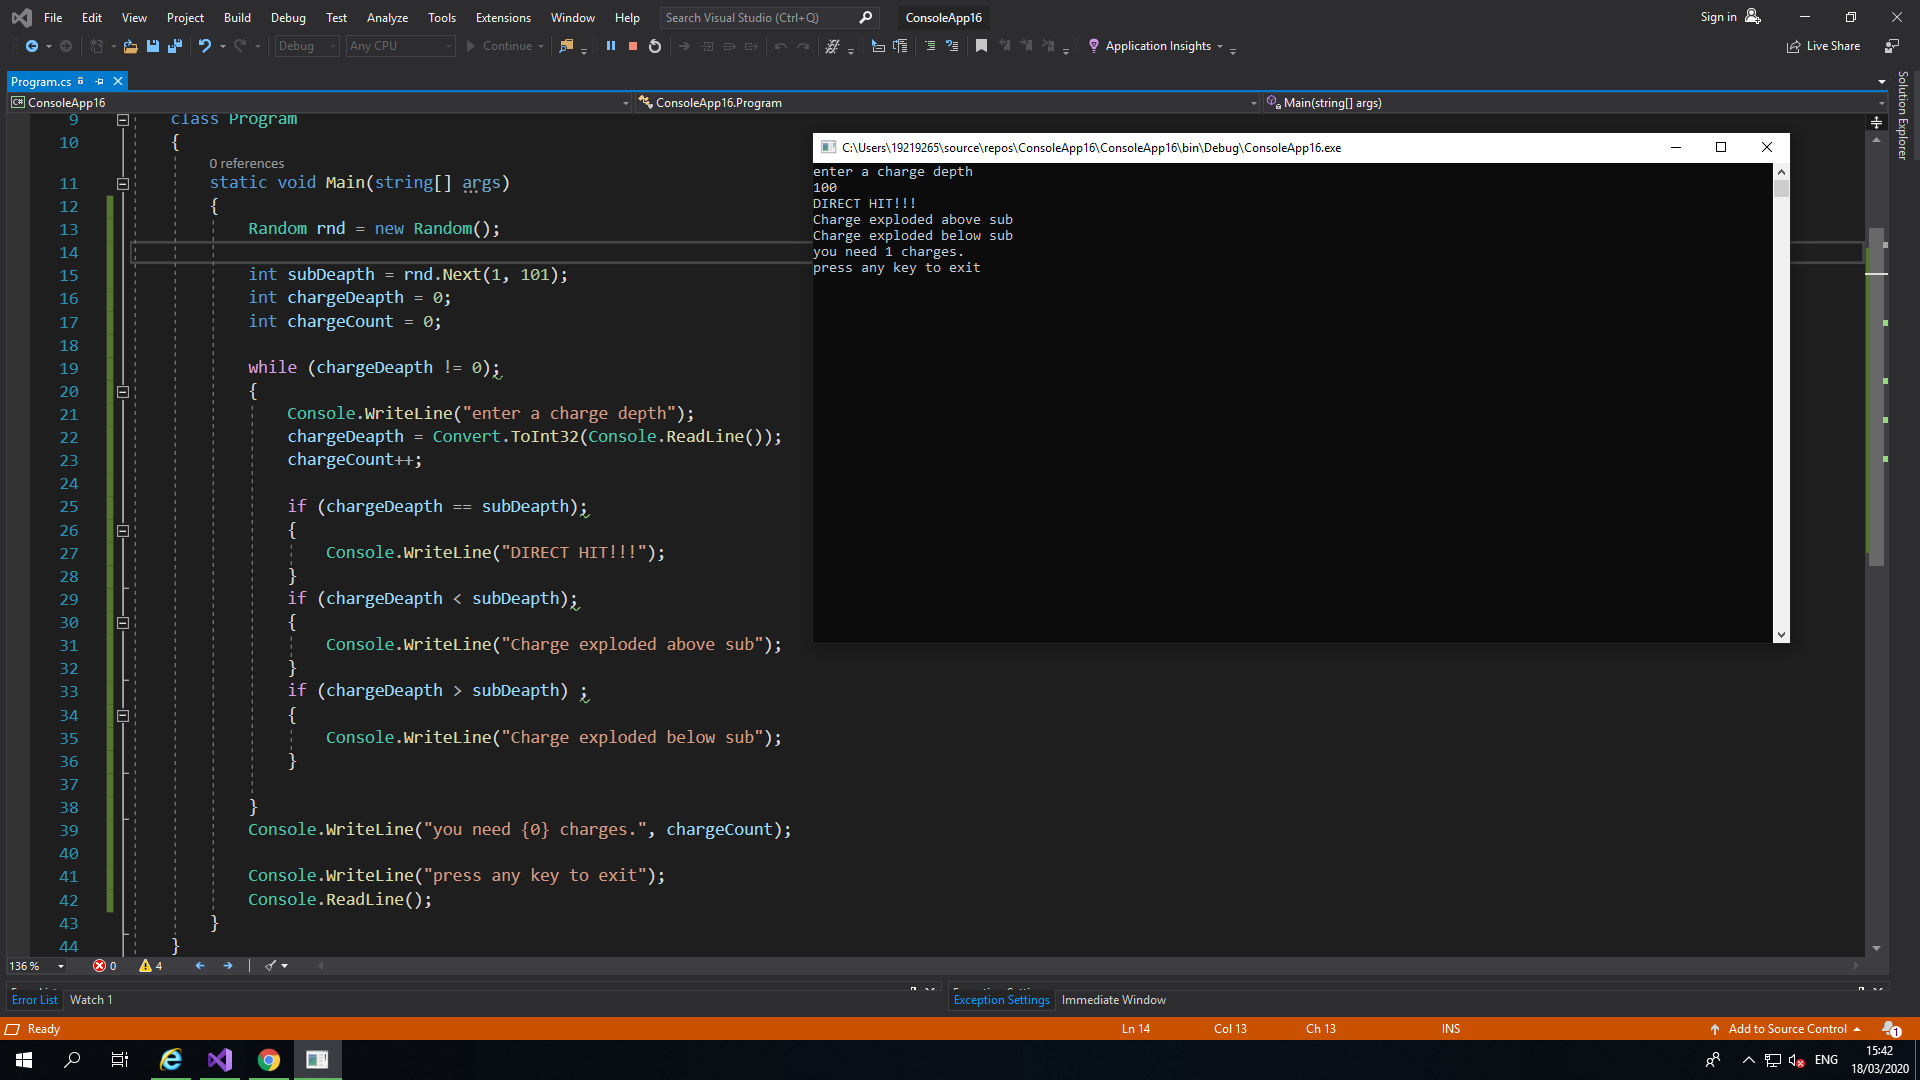 File Edit View Project Build Debug Test Analyze Tools Extensions Window Help Search Visual Studio (Ctrl+Q) ConsoleApp16 Sign in
Debug Any CPU Continue Application Insights Live Share
Program.cs
Solution Explorer
C# ConsoleApp16 ConsoleApp16.Program Main(string[] args)
9 class Program
10 {
0 references
11 static void Main(string[] args)
12 {
13 Random rnd = new Random();
14
15 int subDeapth = rnd.Next(1, 101);
16 int chargeDeapth = 0;
17 int chargeCount = 0;
18
19 while (chargeDeapth != 0);
20 {
21 Console.WriteLine("enter a charge depth");
22 chargeDeapth = Convert.ToInt32(Console.ReadLine());
23 chargeCount++;
24
25 if (chargeDeapth == subDeapth);
26 {
27 Console.WriteLine("DIRECT HIT!!!");
28 }
29 if (chargeDeapth < subDeapth);
30 {
31 Console.WriteLine("Charge exploded above sub");
32 }
33 if (chargeDeapth > subDeapth) ;
34 {
35 Console.WriteLine("Charge exploded below sub");
36 }
37
38 }
39 Console.WriteLine("you need {0} charges.", chargeCount);
40
41 Console.WriteLine("press any key to exit");
42 Console.ReadLine();
43 }
44 }
C:\Users\19219265\source\repos\ConsoleApp16\ConsoleApp16\bin\Debug\ConsoleApp16.exe
enter a charge depth
100
DIRECT HIT!!!
Charge exploded above sub
Charge exploded below sub
you need 1 charges.
press any key to exit
136 % 0 4
Error List Watch 1 Exception Settings Immediate Window
Ready Ln 14 Col 13 Ch 13 INS Add to Source Control 1
ENG 15:42
18/03/2020